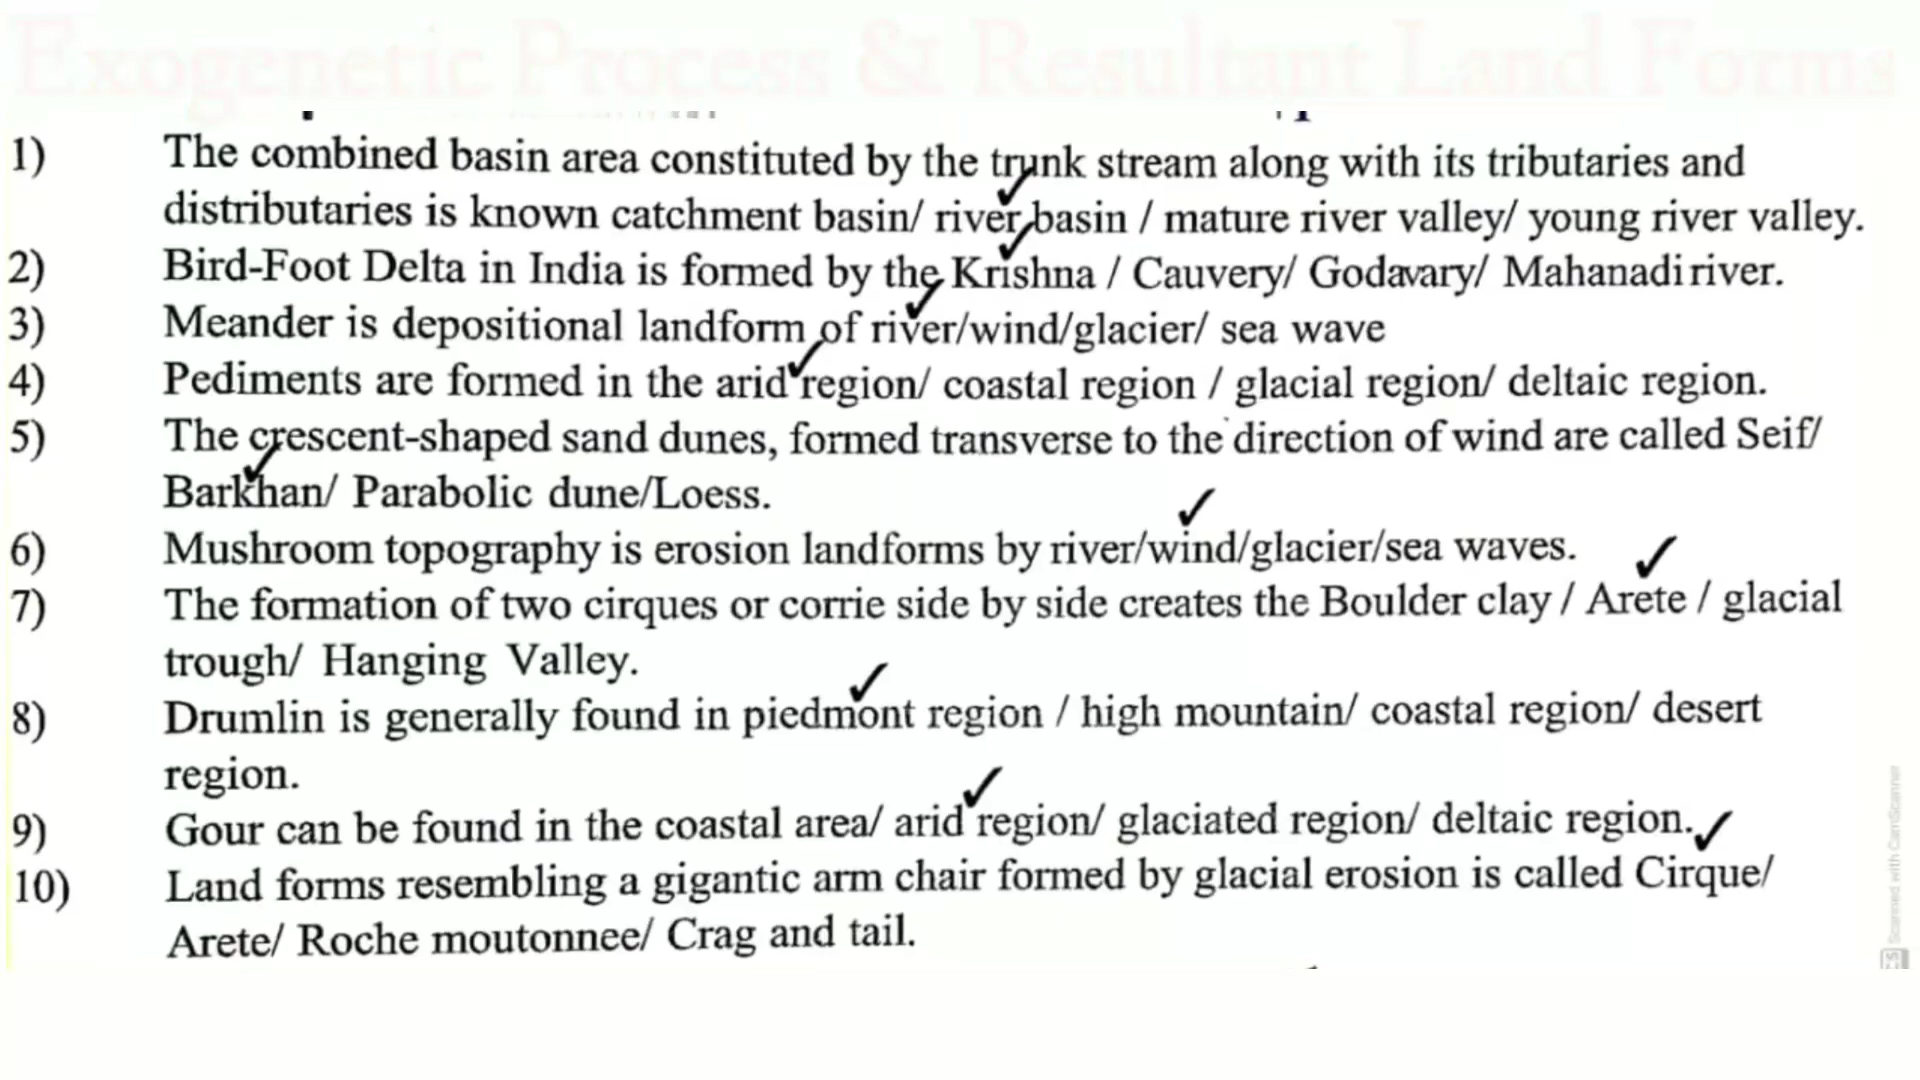 Exogenetic Process & Resultant Land Forms
1) The combined basin area constituted by the trunk stream along with its tributaries and
distributaries is known catchment basin/ river basin / mature river valley/ young river valley.
2) Bird-Foot Delta in India is formed by the Krishna / Cauvery/ Godavary/ Mahanadi river.
3) Meander is depositional landform of river/wind/glacier/ sea wave
4) Pediments are formed in the arid region/ coastal region / glacial region/ deltaic region.
5) The crescent-shaped sand dunes, formed transverse to the direction of wind are called Seif/
Barkhan/ Parabolic dune/Loess.
6) Mushroom topography is erosion landforms by river/wind/glacier/sea waves.
7) The formation of two cirques or corrie side by side creates the Boulder clay / Arete / glacial
trough/ Hanging Valley.
8) Drumlin is generally found in piedmont region / high mountain/ coastal region/ desert
region.
9) Gour can be found in the coastal area/ arid region/ glaciated region/ deltaic region.
10) Land forms resembling a gigantic arm chair formed by glacial erosion is called Cirque/
Arete/ Roche moutonnee/ Crag and tail.
CS Scanned with CamScanner